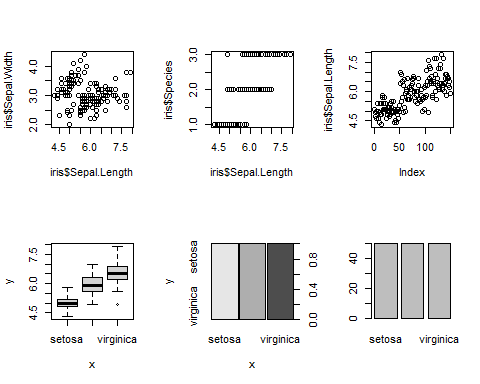 iris$Sepal.Width
2.0 3.0 4.0
4.5 6.0 7.5
iris$Sepal.Length
iris$Species
1.0 2.0 3.0
4.5 6.0 7.5
iris$Sepal.Length
iris$Sepal.Length
4.5 6.0 7.5
0 50 100
Index
y
4.5 6.0 7.5
setosa virginica
x
y
virginica setosa
0.0 0.4 0.8
setosa virginica
x
0 20 40
setosa virginica